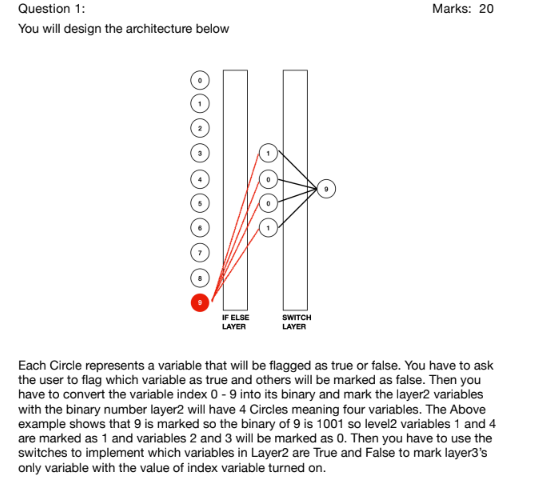 Question 1: Marks: 20
You will design the architecture below
0
1
2
3
1
4
0
9
5
0
6
1
7
8
9
IF ELSE LAYER
SWITCH LAYER
Each Circle represents a variable that will be flagged as true or false. You have to ask
the user to flag which variable as true and others will be marked as false. Then you
have to convert the variable index 0 - 9 into its binary and mark the layer2 variables
with the binary number layer2 will have 4 Circles meaning four variables. The Above
example shows that 9 is marked so the binary of 9 is 1001 so level2 variables 1 and 4
are marked as 1 and variables 2 and 3 will be marked as 0. Then you have to use the
switches to implement which variables in Layer2 are True and False to mark layer3's
only variable with the value of index variable turned on.